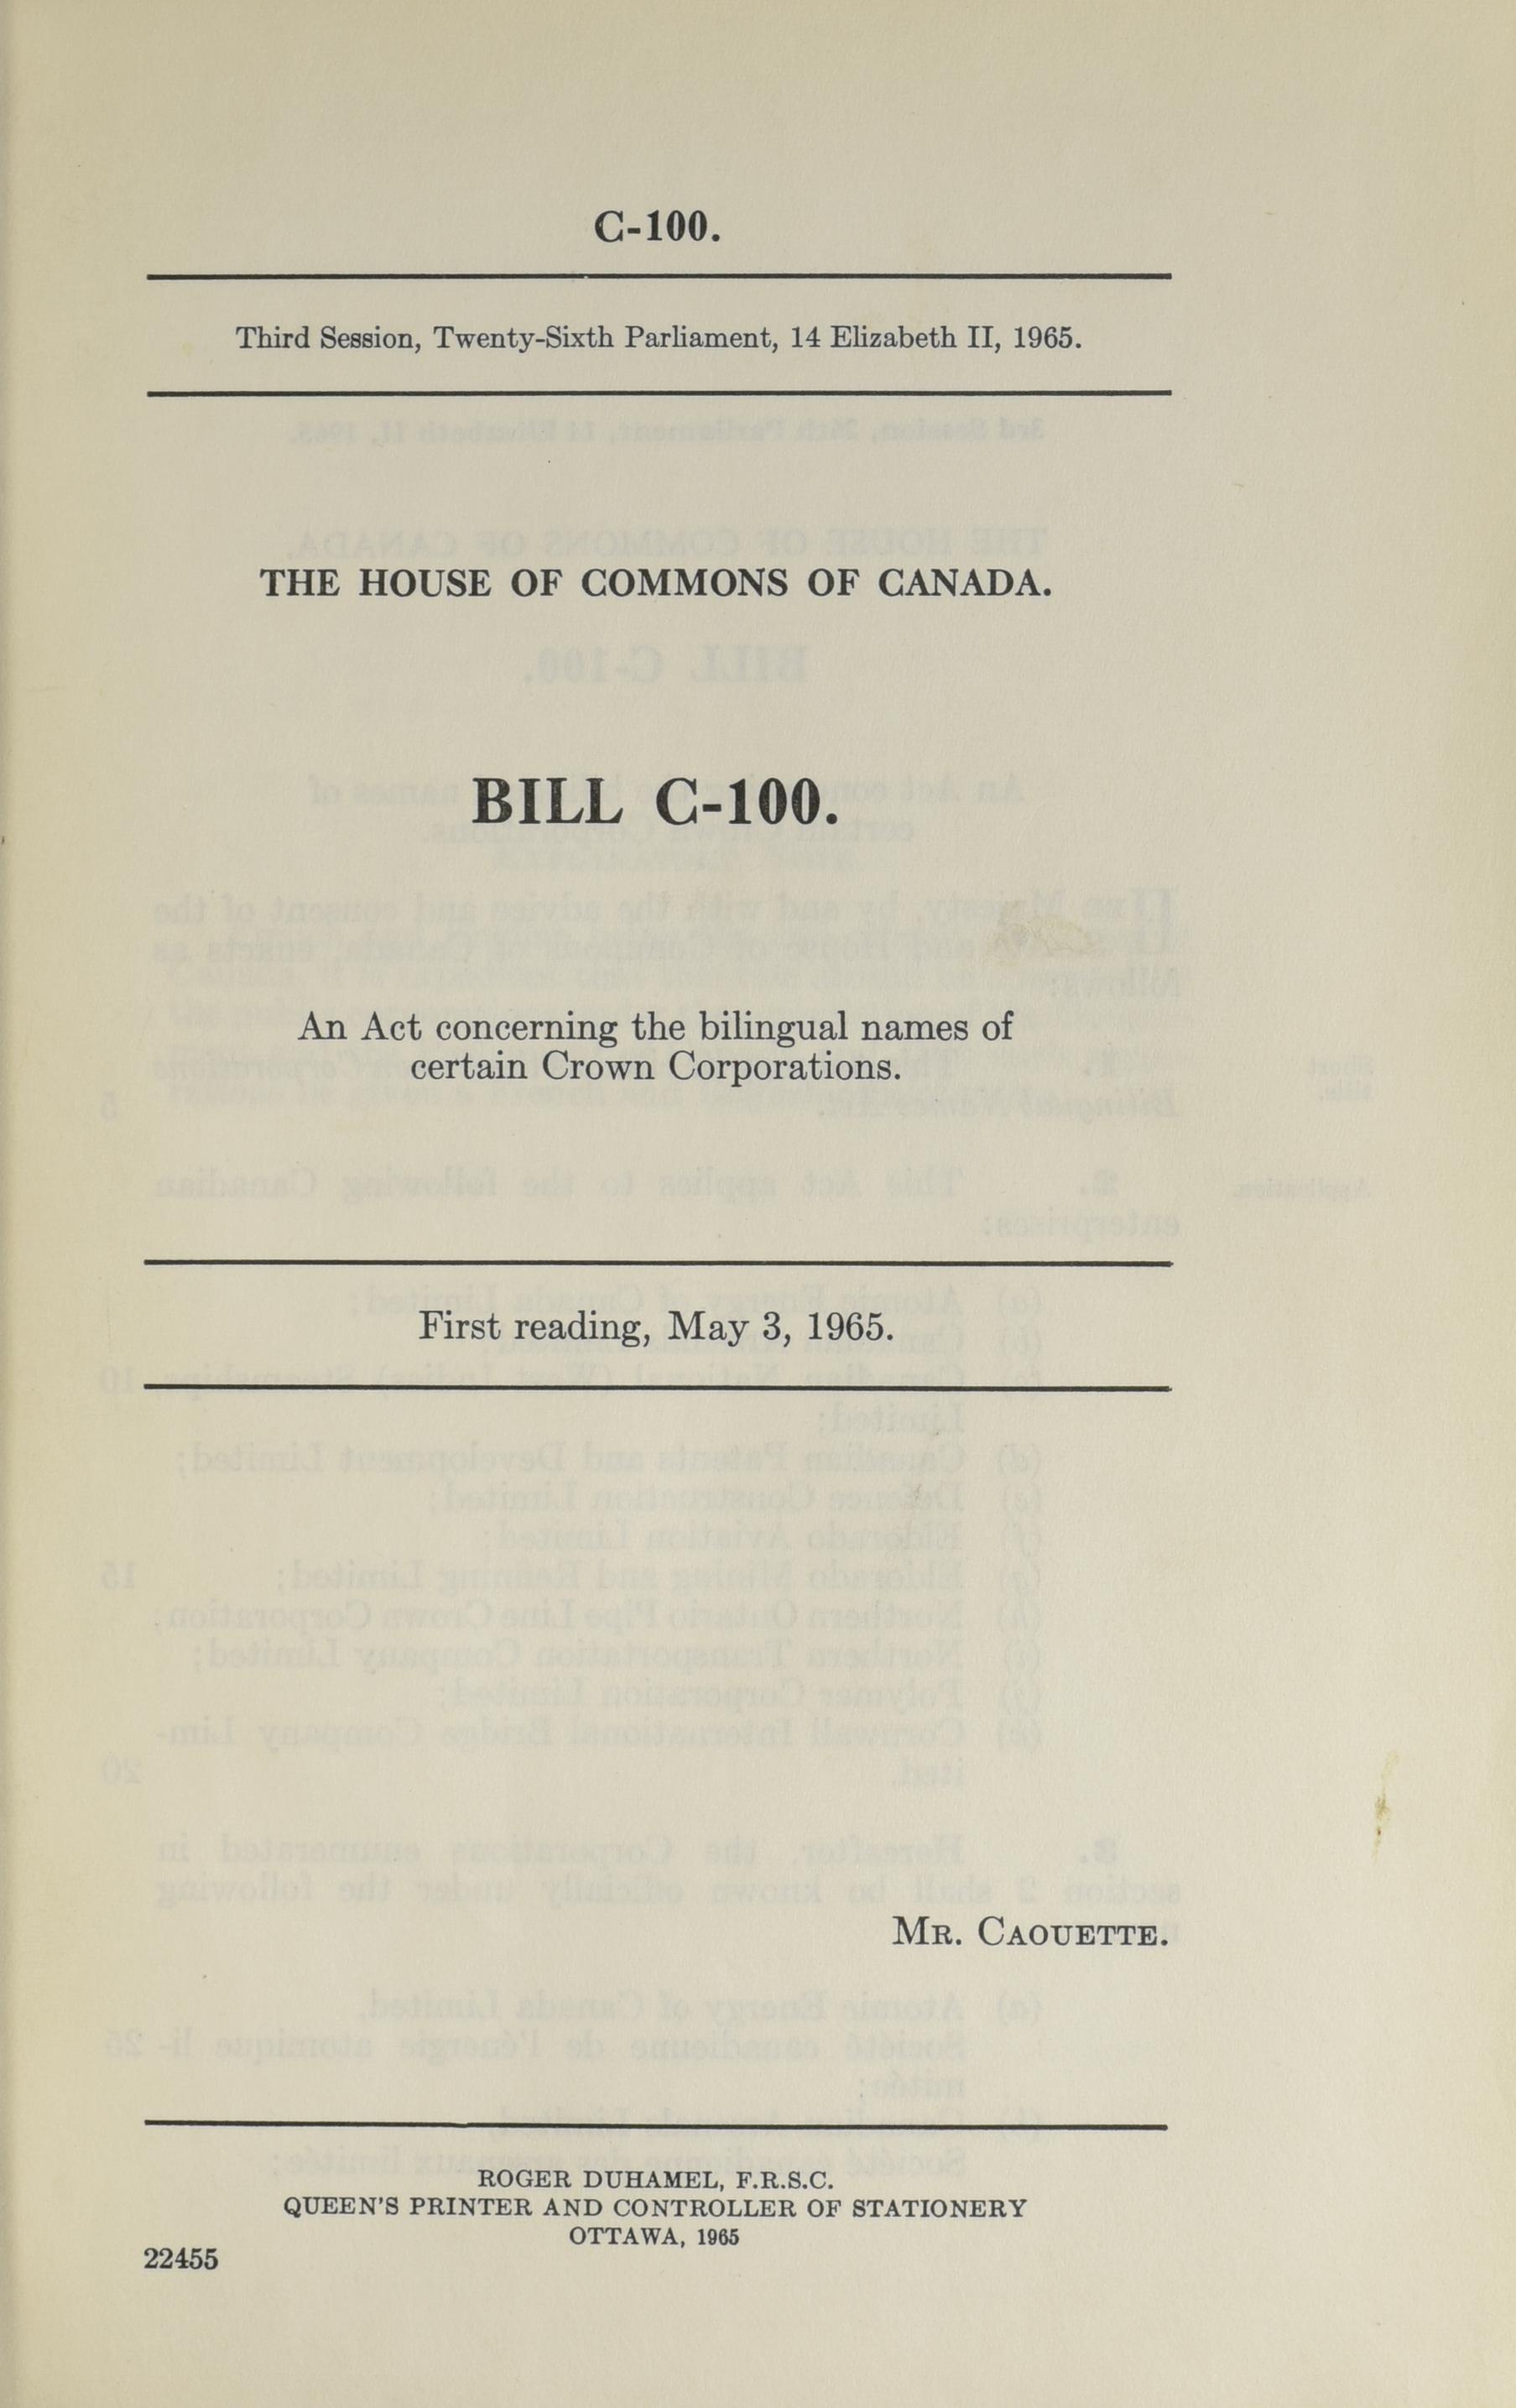 C-100.
Third Session, Twenty-Sixth Parliament, 14 Elizabeth II, 1965.
THE HOUSE OF COMMONS OF CANADA.
BILL C-100.
An Act concerning the bilingual names of
certain Crown Corporations.
First reading, May 3, 1965.
MR. CAOUETTE.
ROGER DUHAMEL, F.R.S.C.
QUEEN'S PRINTER AND CONTROLLER OF STATIONERY
OTTAWA, 1965
22455